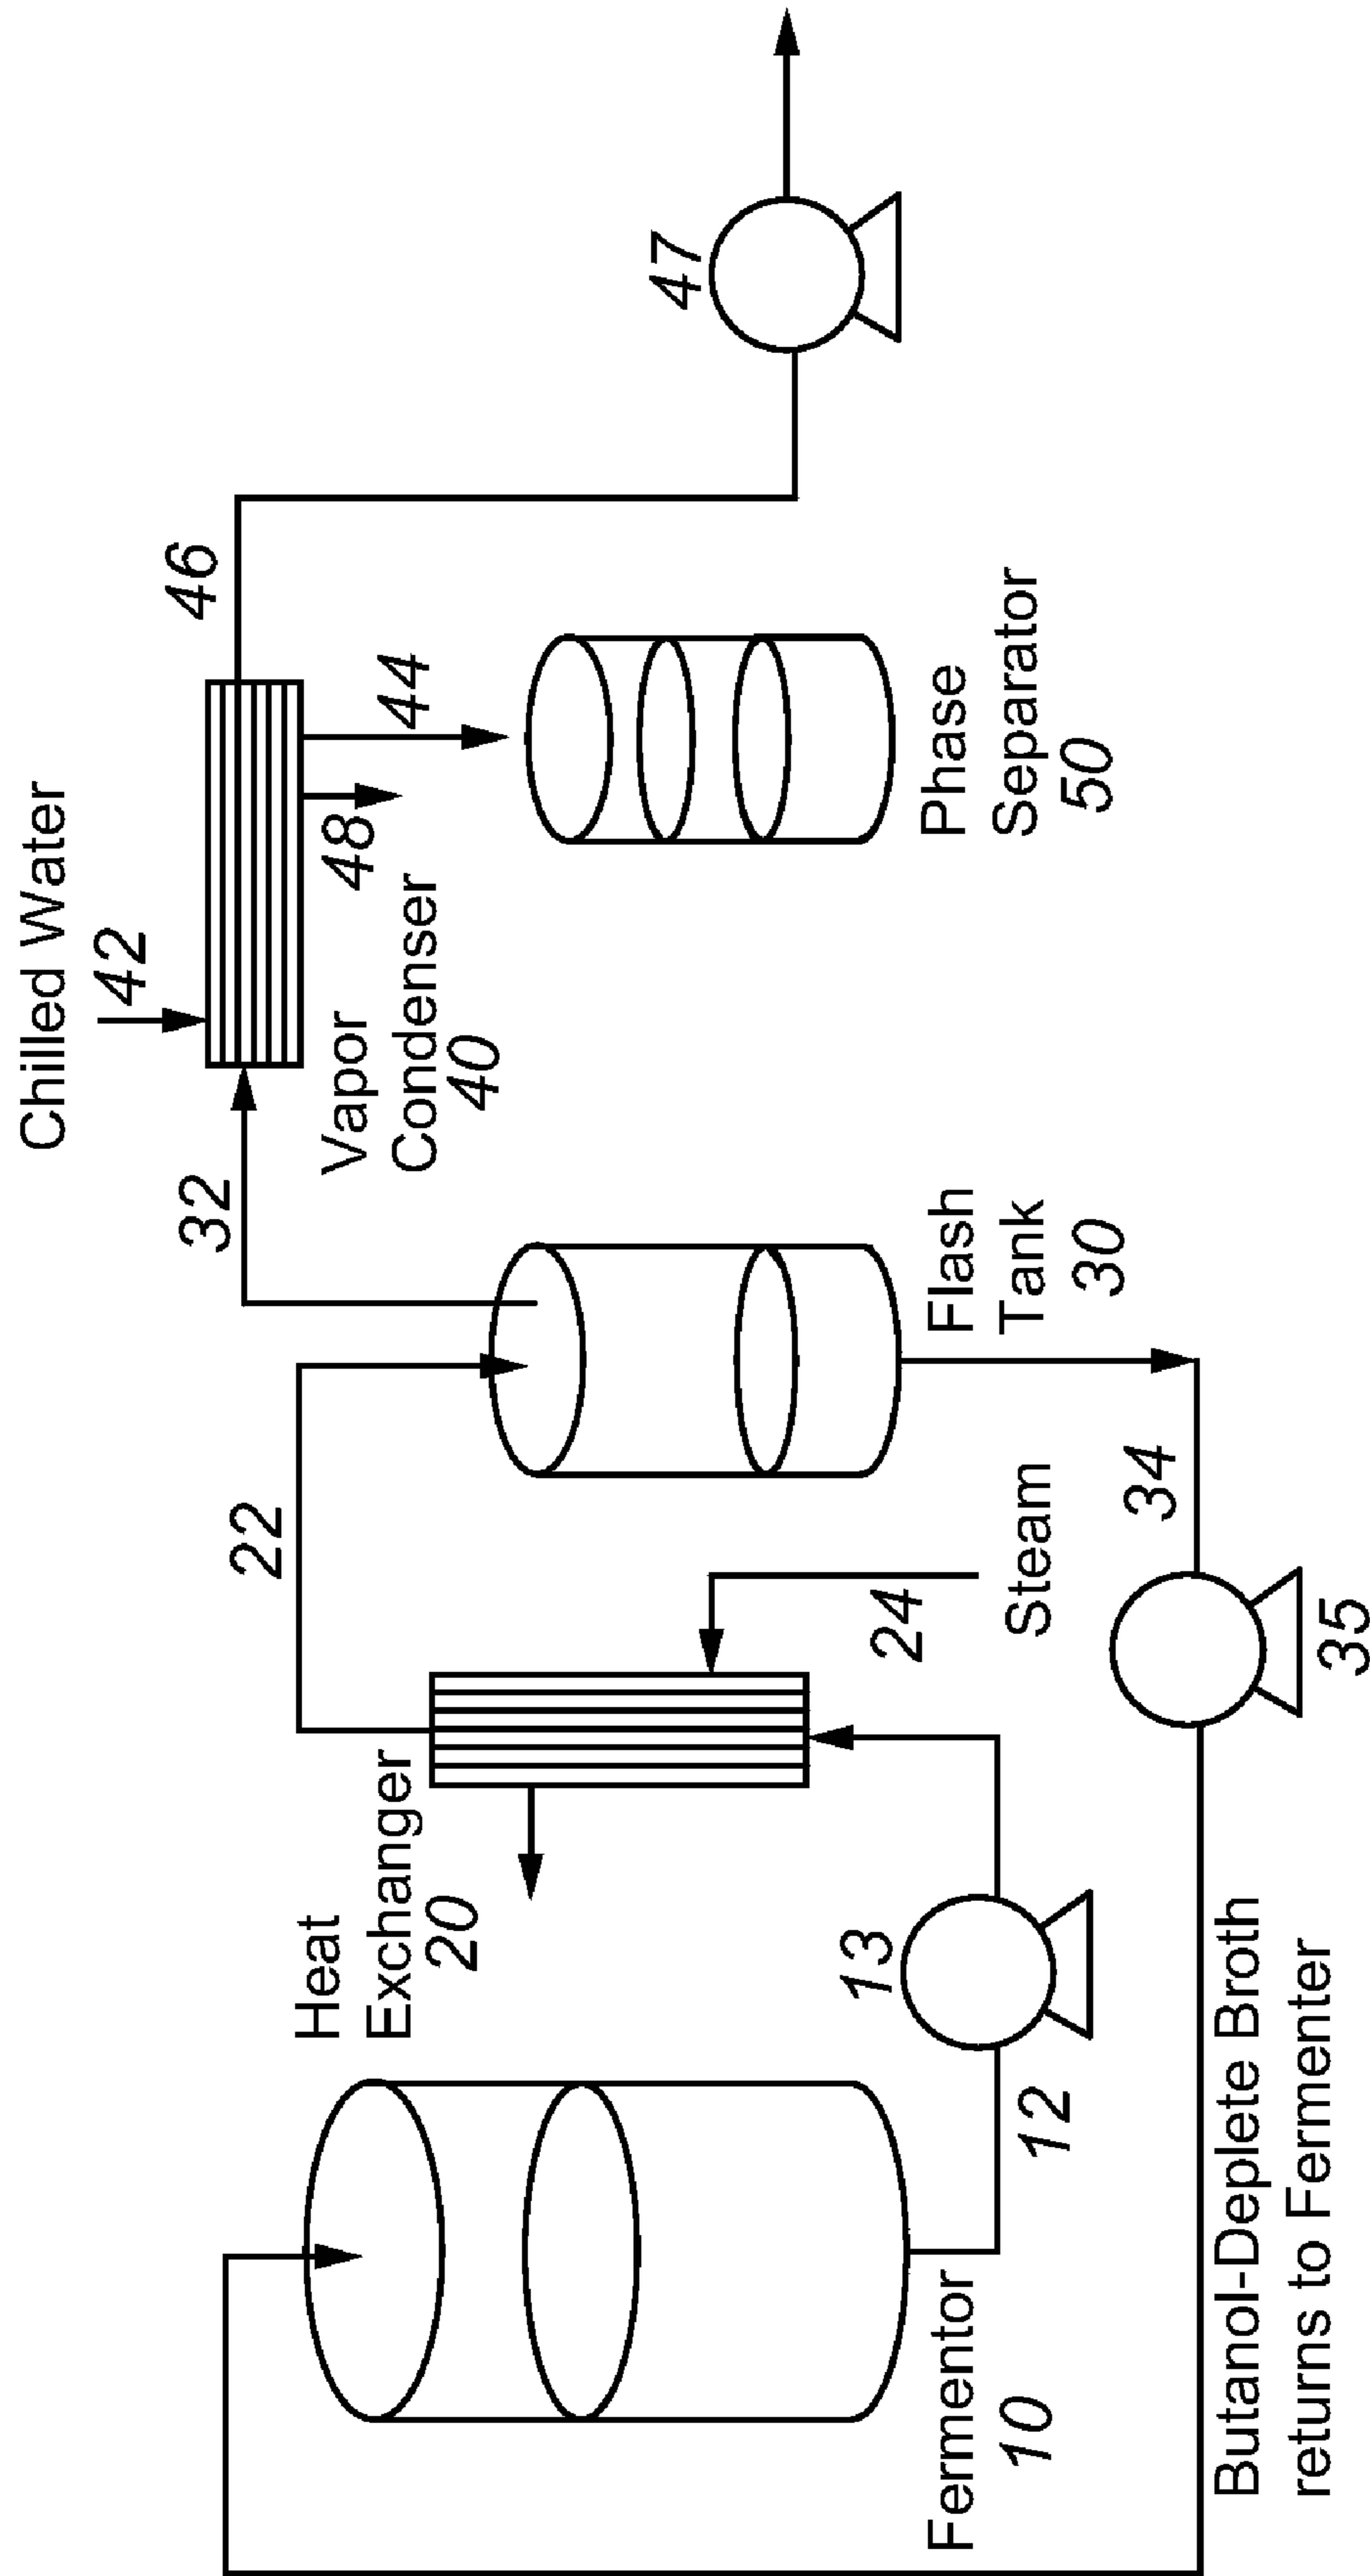 Chilled Water
42
46
32
22
Heat
Exchanger
20
Vapor
Condenser
40
48
44
47
Fermentor
10
12
13
24
Steam
Flash
Tank
30
Phase
Separator
50
34
35
Butanol-Deplete Broth
returns to Fermenter